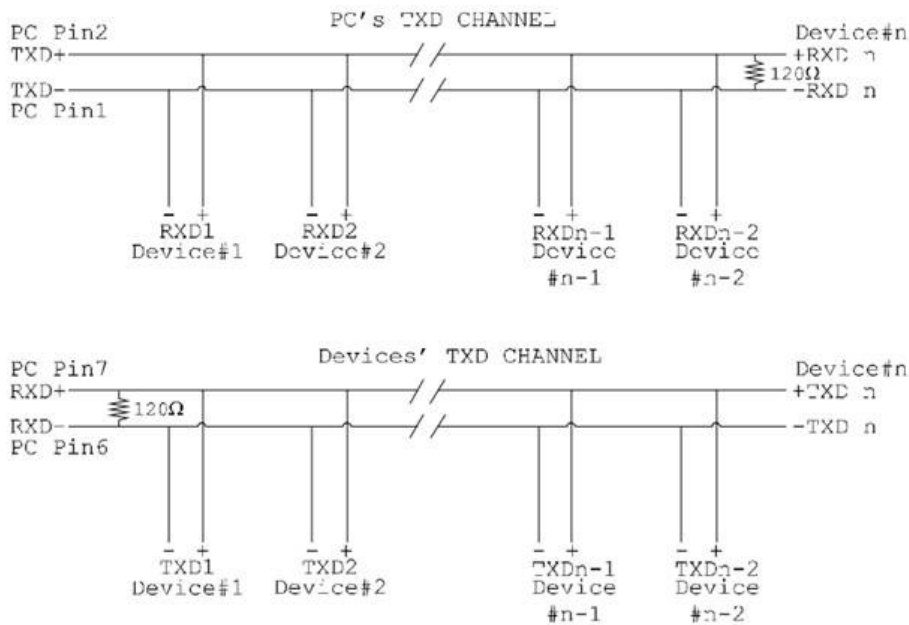 PC's TXD CHANNEL
PC Pin2
Device#n
TXD+
+RXD n
120Ω
TXD-
-RXD n
PC Pin1
- + - + - + - +
RXD1 RXD2 RXDn-1 RXDn-2
Device#1 Device#2 Device Device
#n-1 #n-2
Devices' TXD CHANNEL
PC Pin7
Device#n
RXD+
+TXD n
120Ω
RXD-
-TXD n
PC Pin6
- + - + - + - +
TXD1 TXD2 TXDn-1 TXDn-2
Device#1 Device#2 Device Device
#n-1 #n-2